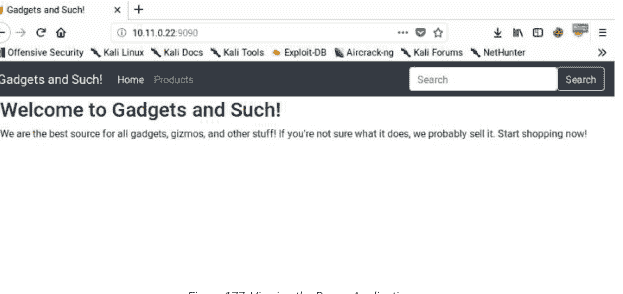 Gadgets and Such!
10.11.0.22:9090
Offensive Security Kali Linux Kali Docs Kali Tools Exploit-DB Aircrack-ng Kali Forums NetHunter
Gadgets and Such! Home Products Search Search
Welcome to Gadgets and Such!
We are the best source for all gadgets, gizmos, and other stuff! If you're not sure what it does, we probably sell it. Start shopping now!